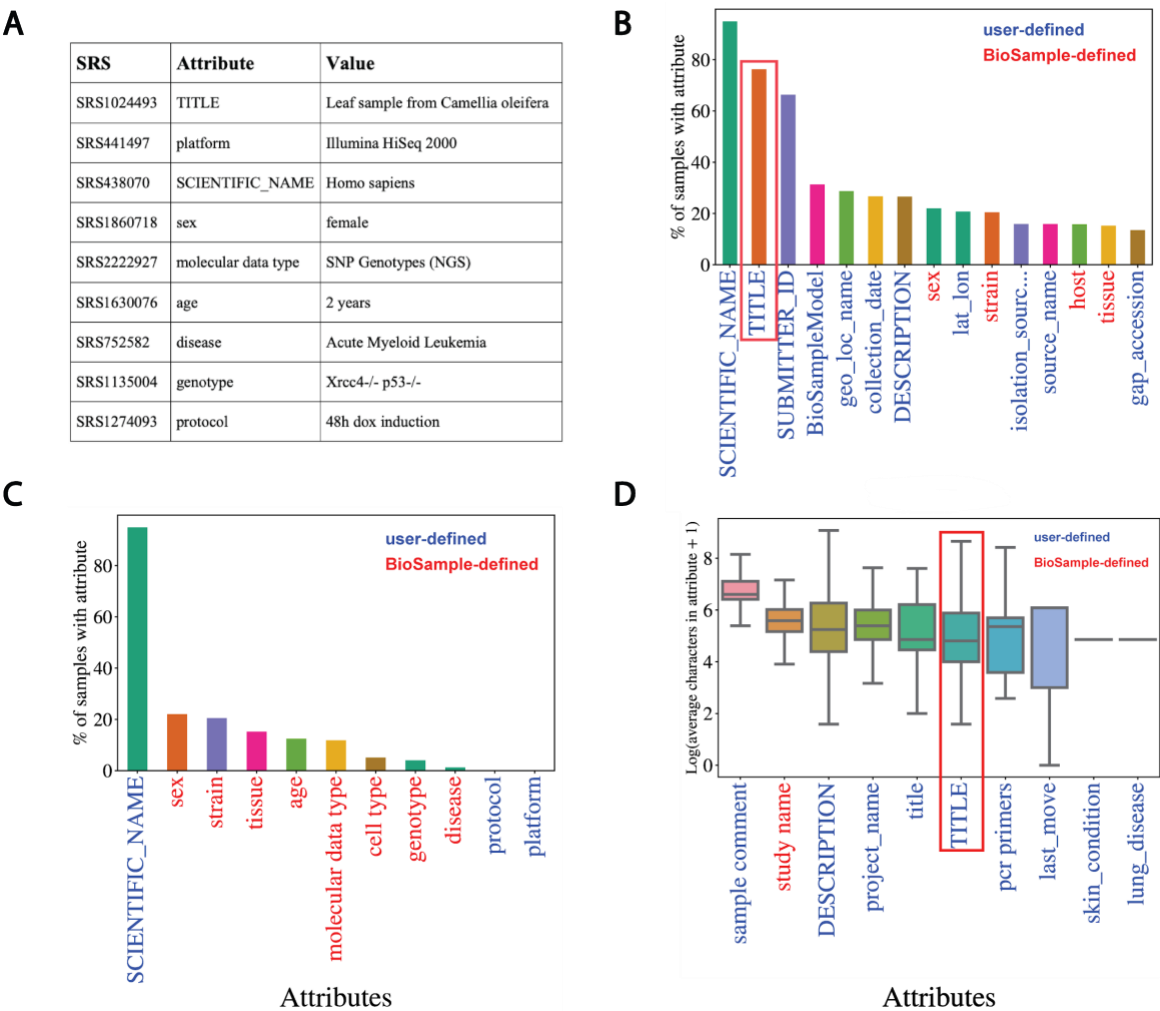 A
SRS Attribute Value
SRS1024493 TITLE Leaf sample from Camellia oleifera
SRS441497 platform Illumina HiSeq 2000
SRS438070 SCIENTIFIC_NAME Homo sapiens
SRS1860718 sex female
SRS2222927 molecular data type SNP Genotypes (NGS)
SRS1630076 age 2 years
SRS752582 disease Acute Myeloid Leukemia
SRS1135004 genotype Xrcc4-/- p53-/-
SRS1274093 protocol 48h dox induction
B
user-defined
BioSample-defined
% of samples with attribute
80
60
40
20
0
SCIENTIFIC_NAME
TITLE
SUBMITTER_ID
BioSampleModel
geo_loc_name
collection_date
DESCRIPTION
sex
lat_lon
strain
isolation_sourc...
source_name
host
tissue
gap_accession
C
user-defined
BioSample-defined
% of samples with attribute
80
60
40
20
0
SCIENTIFIC_NAME
sex
strain
tissue
age
molecular data type
cell type
genotype
disease
protocol
platform
Attributes
D
user-defined
BioSample-defined
Log(average characters in attribute + 1)
8
6
4
2
0
sample comment
study name
DESCRIPTION
project_name
title
TITLE
pcr primers
last_move
skin_condition
lung_disease
Attributes